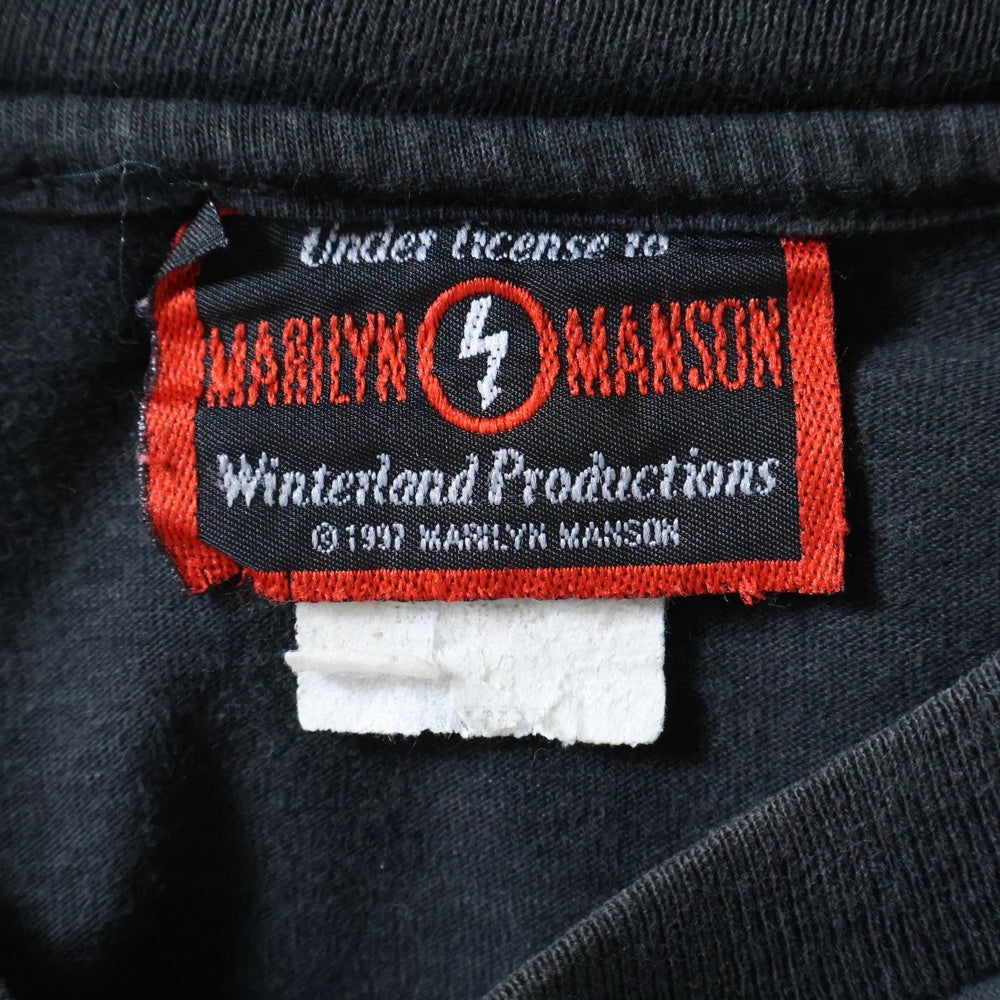 Under license to
MARILYN MANSON
Winterland Productions
© 1997 MARILYN MANSON